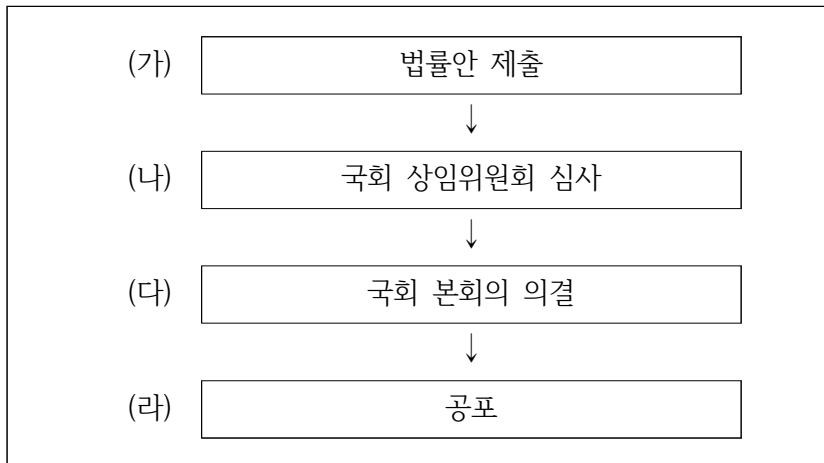 (가) 법률안 제출
↓
(나) 국회 상임위원회 심사
↓
(다) 국회 본회의 의결
↓
(라) 공포